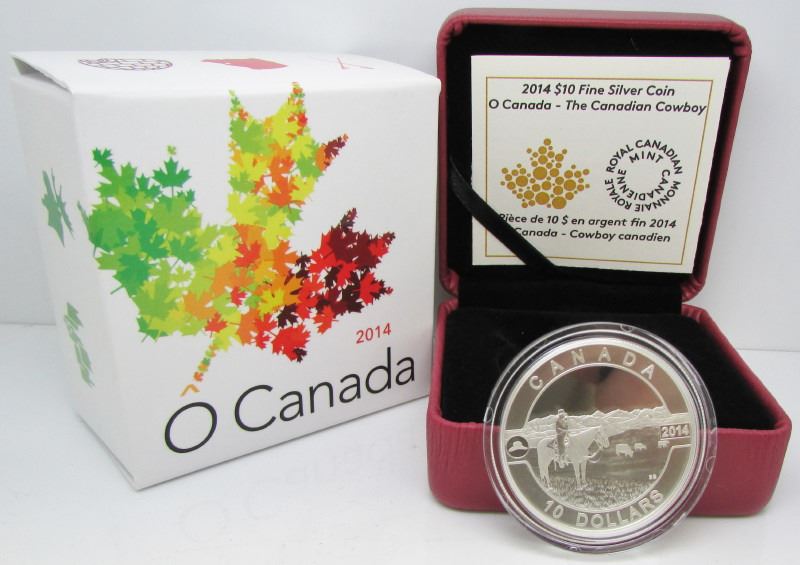 2014
O Canada
2014 $10 Fine Silver Coin
O Canada - The Canadian Cowboy
ROYAL CANADIAN MINT
MONNAIE ROYALE CANADIENNE
Pièce de 10 $ en argent fin 2014
Canada - Cowboy canadien
CANADA
2014
10 DOLLARS